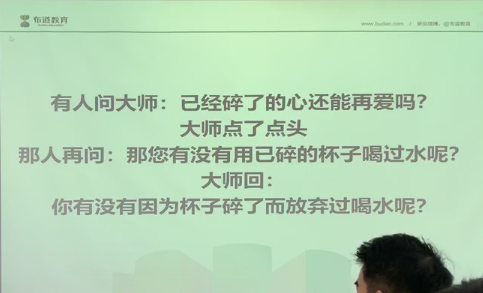 布道教育
www.budao.com / 新浪微博：@布道教育
有人问大师：已经碎了的心还能再爱吗？
大师点了点头
那人再问：那您有没有用已碎的杯子喝过水呢？
大师回：
你有没有因为杯子碎了而放弃过喝水呢？